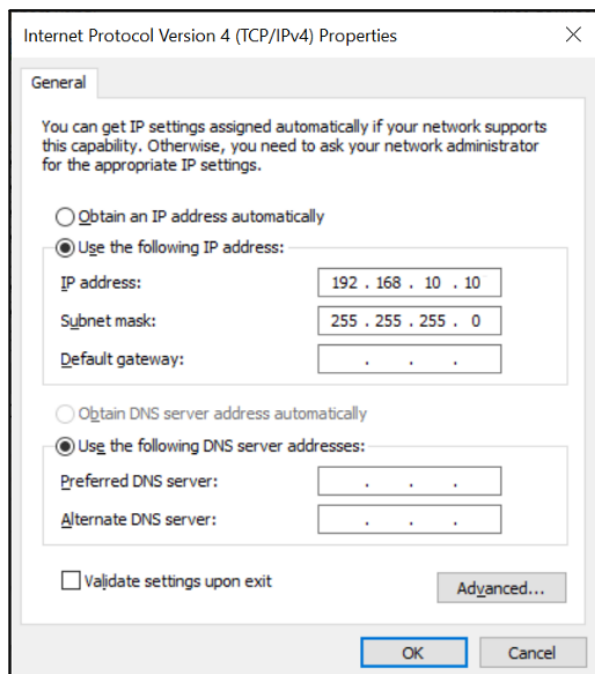 Internet Protocol Version 4 (TCP/IPv4) Properties
General
You can get IP settings assigned automatically if your network supports
this capability. Otherwise, you need to ask your network administrator
for the appropriate IP settings.
Obtain an IP address automatically
Use the following IP address:
IP address: 192 . 168 . 10 . 10
Subnet mask: 255 . 255 . 255 . 0
Default gateway: . . .
Obtain DNS server address automatically
Use the following DNS server addresses:
Preferred DNS server: . . .
Alternate DNS server: . . .
Validate settings upon exit
Advanced...
OK Cancel